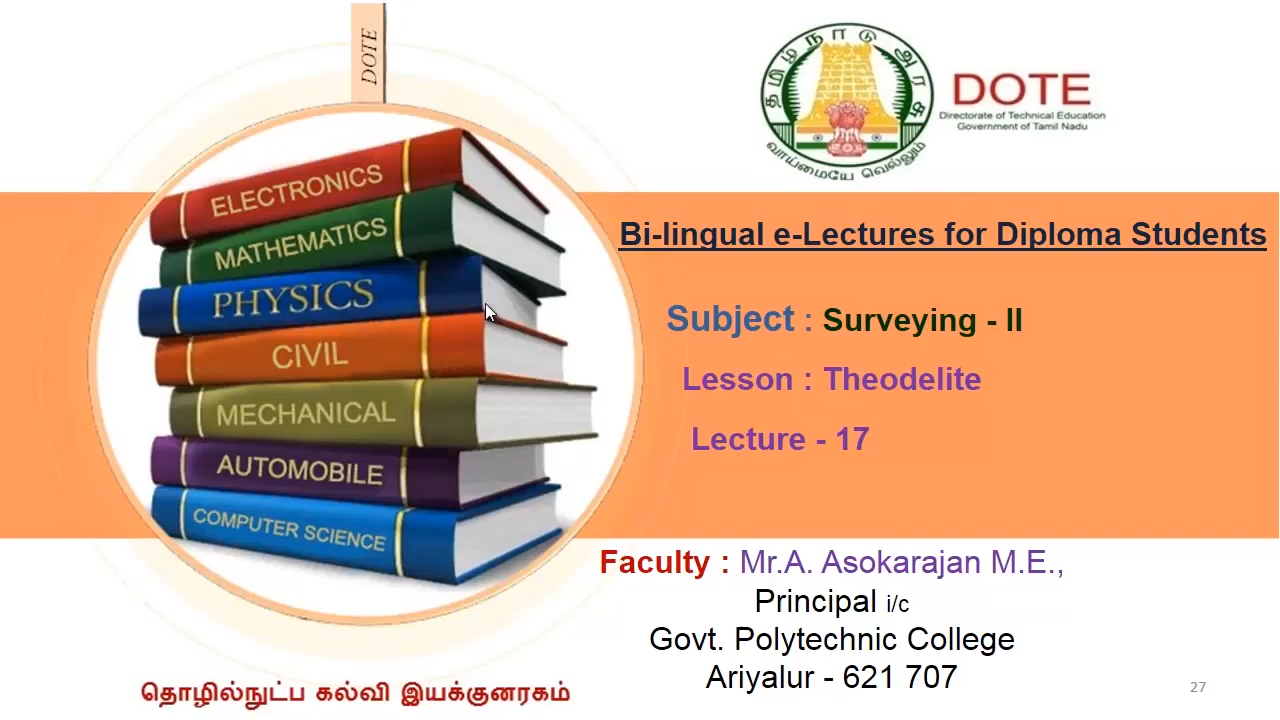 DOTE
தமிழ்நாடு அரசு
வாய்மையே வெல்லும்
DOTE
Directorate of Technical Education
Government of Tamil Nadu
ELECTRONICS
MATHEMATICS
PHYSICS
CIVIL
MECHANICAL
AUTOMOBILE
COMPUTER SCIENCE
Bi-lingual e-Lectures for Diploma Students
Subject : Surveying - II
Lesson : Theodelite
Lecture - 17
Faculty : Mr.A. Asokarajan M.E.,
Principal i/c
Govt. Polytechnic College
Ariyalur - 621 707
தொழில்நுட்ப கல்வி இயக்குனரகம்
27